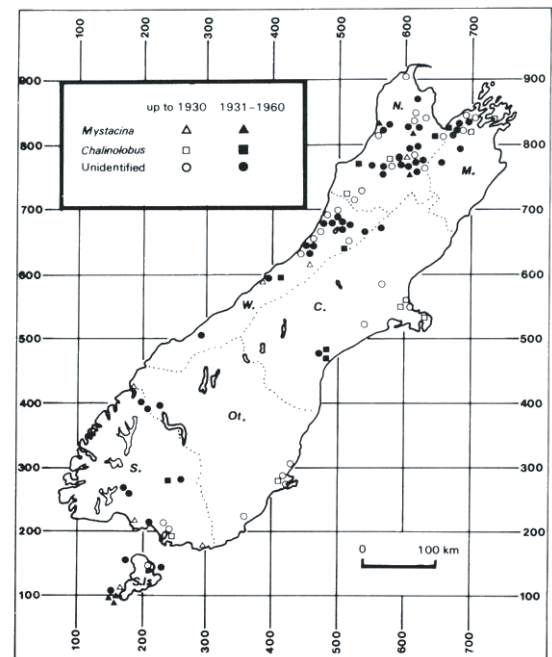 100 200 300 400 500 600 700
900 900
800 800
700 700
600 600
500 500
400 400
300 300
200 200
100 100
up to 1930 1931–1960
Mystacina
Chalinolobus
Unidentified
N.
M.
W.
C.
Ot.
S.
S.Is.
0 100 km
100 200 300 400 500 600 700